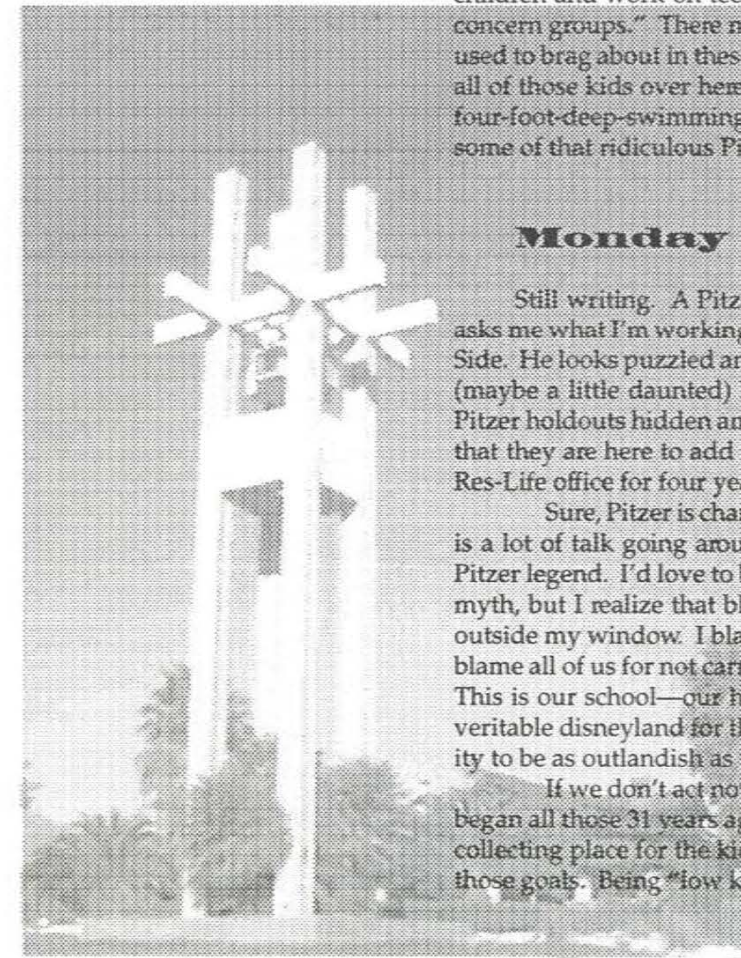 concern groups." There
used to brag about in thes
all of those kids over here
four-foot-deep-swimming
some of that ridiculous Pi
Monday
Still writing. A Pitz
asks me what I'm working
Side. He looks puzzled an
(maybe a little daunted)
Pitzer holdouts hidden an
that they are here to add
Res-Life office for four yea
Sure, Pitzer is chan
is a lot of talk going arou
Pitzer legend. I'd love to b
myth, but I realize that bl
outside my window. I bla
blame all of us for not carr
This is our school—our h
veritable disneyland for th
ity to be as outlandish as
If we don't act nov
began all those 31 years ag
collecting place for the kid
those goals. Being "low k